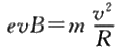 evB = m v²/R